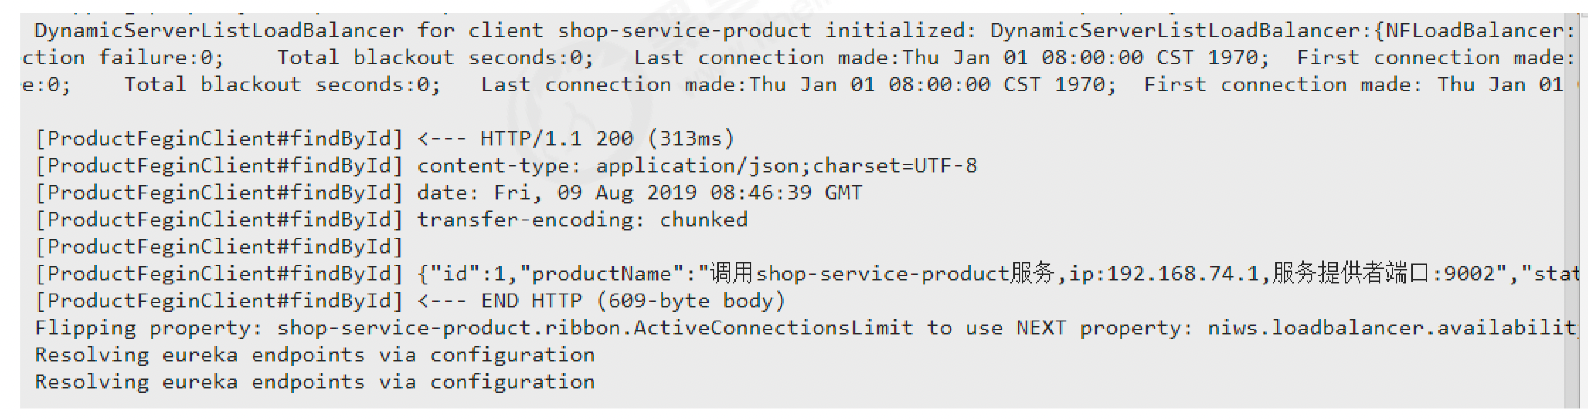 DynamicServerListLoadBalancer for client shop-service-product initialized: DynamicServerListLoadBalancer:{NFLoadBalancer:
ction failure:0;    Total blackout seconds:0;   Last connection made:Thu Jan 01 08:00:00 CST 1970;  First connection made:
e:0;    Total blackout seconds:0;   Last connection made:Thu Jan 01 08:00:00 CST 1970;  First connection made: Thu Jan 01
[ProductFeginClient#findById] <--- HTTP/1.1 200 (313ms)
[ProductFeginClient#findById] content-type: application/json;charset=UTF-8
[ProductFeginClient#findById] date: Fri, 09 Aug 2019 08:46:39 GMT
[ProductFeginClient#findById] transfer-encoding: chunked
[ProductFeginClient#findById]
[ProductFeginClient#findById] {"id":1,"productName":"调用shop-service-product服务,ip:192.168.74.1,服务提供者端口:9002","stat
[ProductFeginClient#findById] <--- END HTTP (609-byte body)
Flipping property: shop-service-product.ribbon.ActiveConnectionsLimit to use NEXT property: niws.loadbalancer.availabilit
Resolving eureka endpoints via configuration
Resolving eureka endpoints via configuration